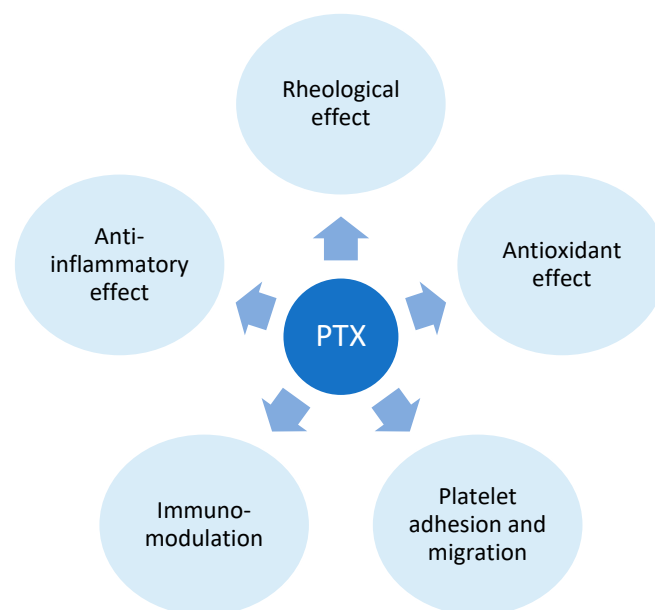 Rheological
effect
Anti-
inflammatory
effect
Antioxidant
effect
PTX
Immuno-
modulation
Platelet
adhesion and
migration